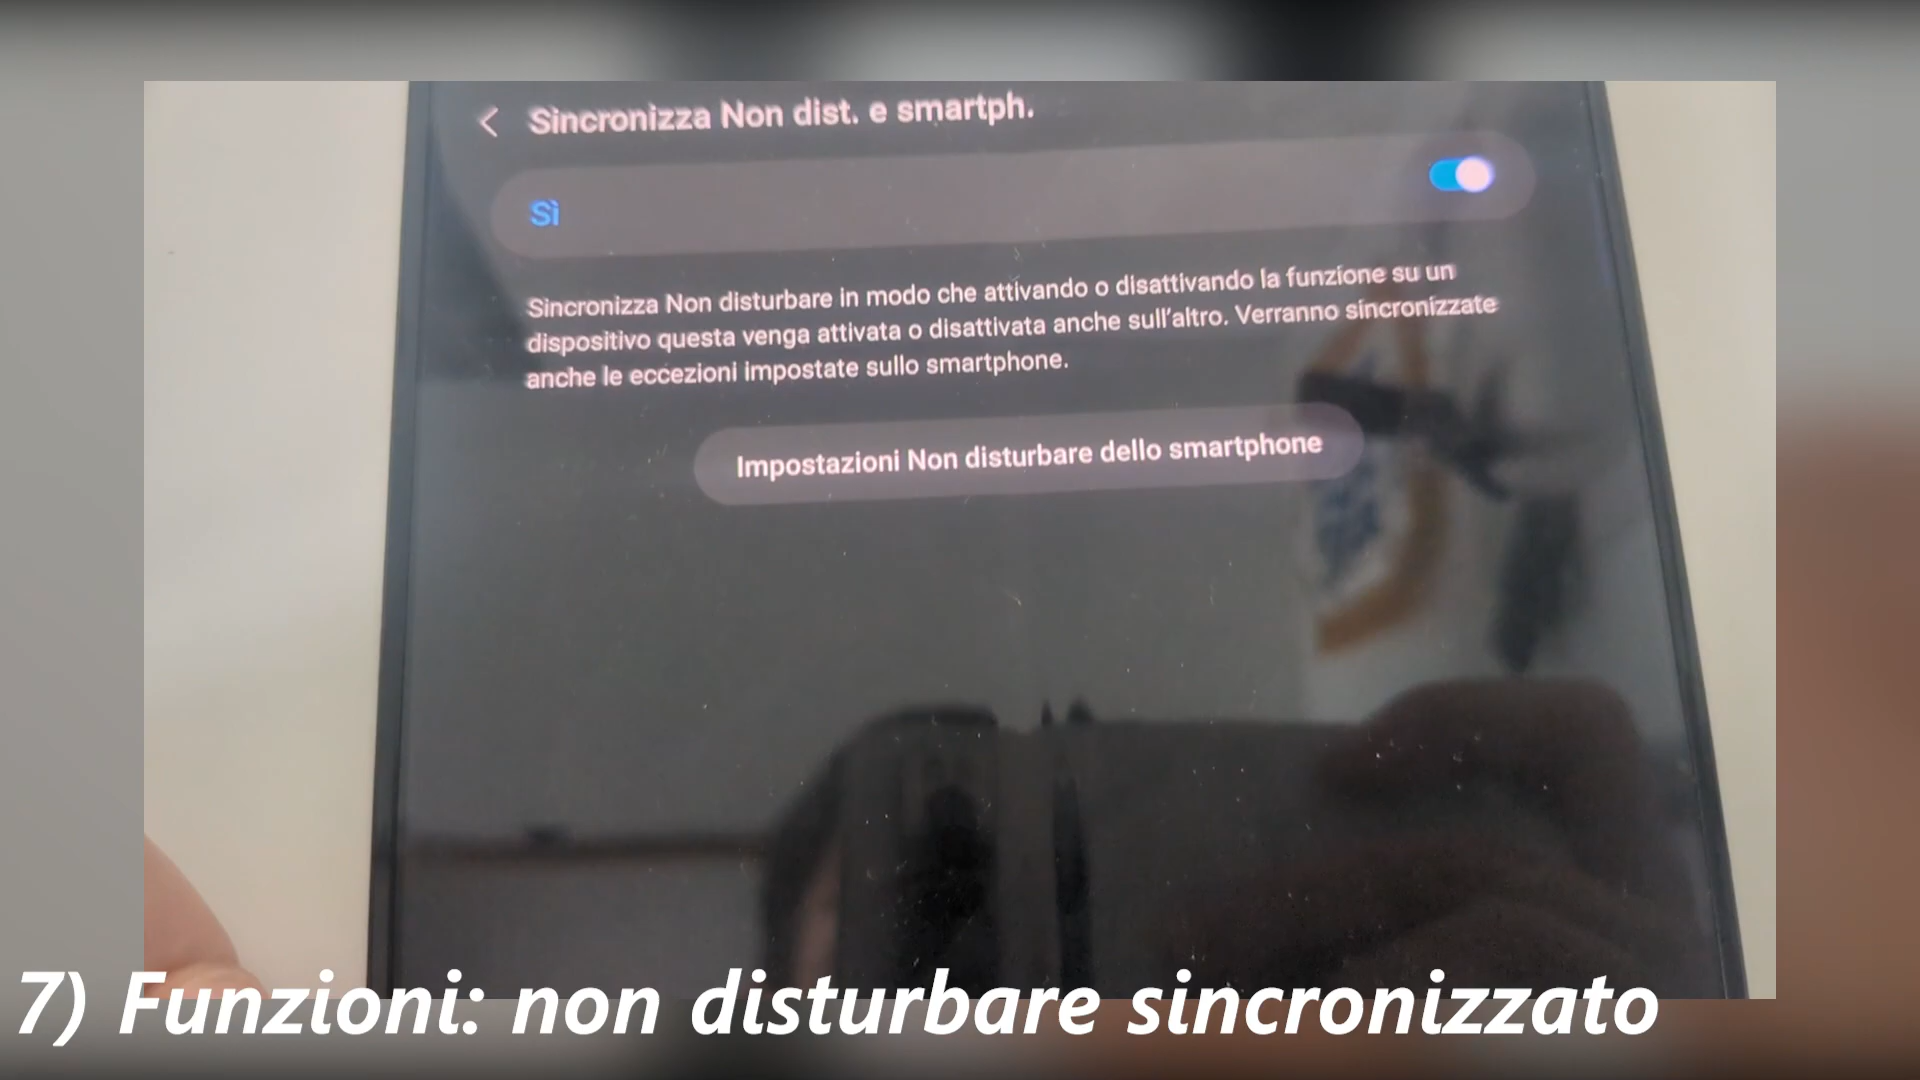 Sincronizza Non dist. e smartph.
Sì
Sincronizza Non disturbare in modo che attivando o disattivando la funzione su un
dispositivo questa venga attivata o disattivata anche sull'altro. Verranno sincronizzate
anche le eccezioni impostate sullo smartphone.
Impostazioni Non disturbare dello smartphone
7) Funzioni: non disturbare sincronizzato